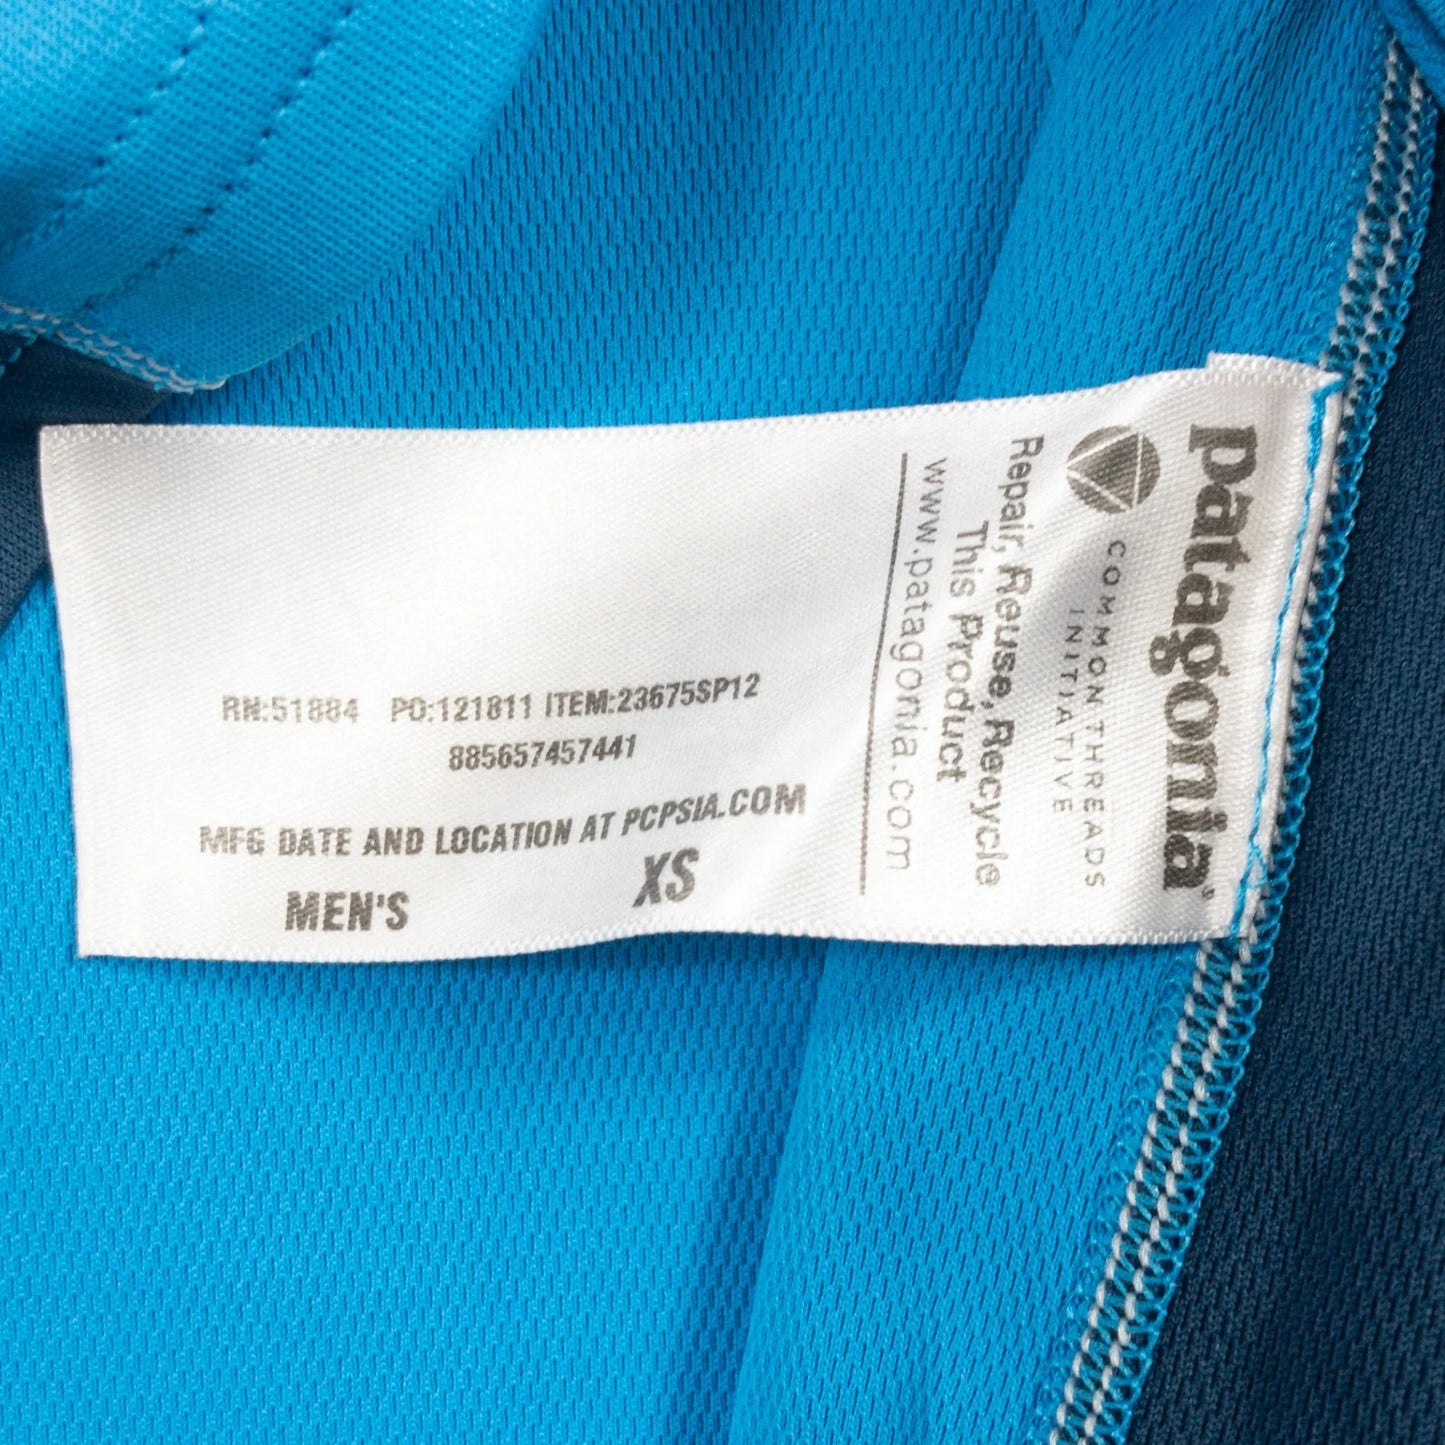 patagonia®
COMMON THREADS
INITIATIVE
Repair, Reuse, Recycle
This Product
www.patagonia.com
RN:51884 PO:121811 ITEM:23675SP12
885657457441
MFG DATE AND LOCATION AT PCPSIA.COM
MEN'S XS